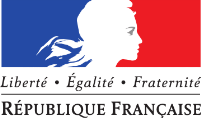 Liberté • Égalité • Fraternité
RÉPUBLIQUE FRANÇAISE